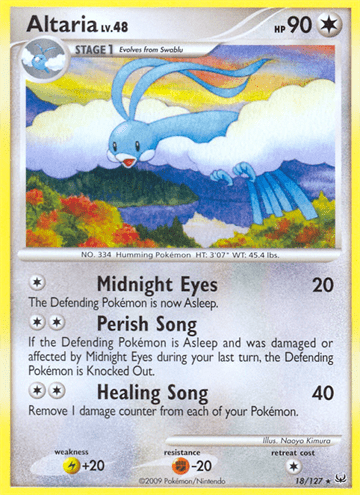 Altaria LV.48 HP 90
STAGE 1 Evolves from Swablu
NO. 334 Humming Pokémon HT: 3'07" WT: 45.4 lbs.
Midnight Eyes 20
The Defending Pokémon is now Asleep.
Perish Song
If the Defending Pokémon is Asleep and was damaged or
affected by Midnight Eyes during your last turn, the Defending
Pokémon is Knocked Out.
Healing Song 40
Remove 1 damage counter from each of your Pokémon.
Illus. Naoyo Kimura
weakness resistance retreat cost
+20 -20
©2009 Pokémon/Nintendo 18/127 ★